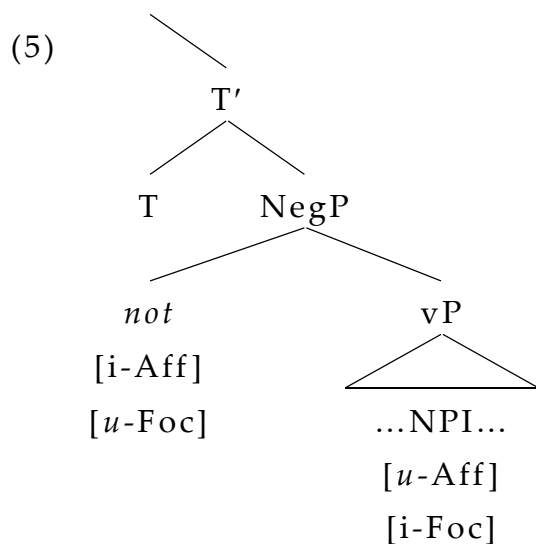 (5)
T′
T NegP
not vP
[i-Aff]
[u-Foc] ...NPI...
[u-Aff]
[i-Foc]